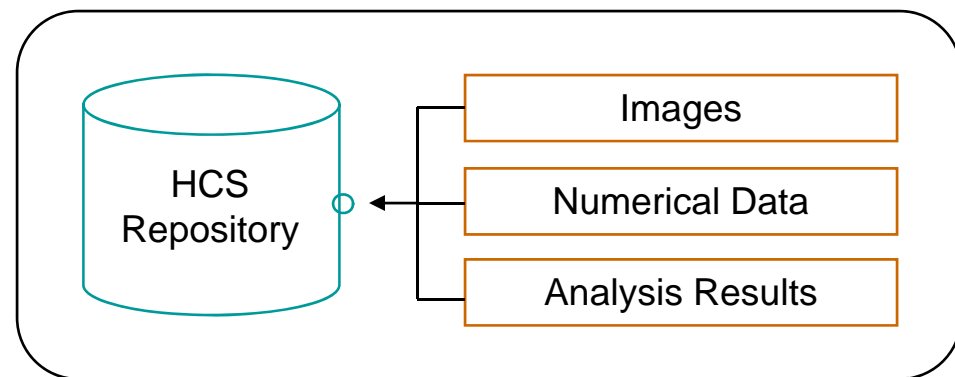 HCS
Repository
Images
Numerical Data
Analysis Results